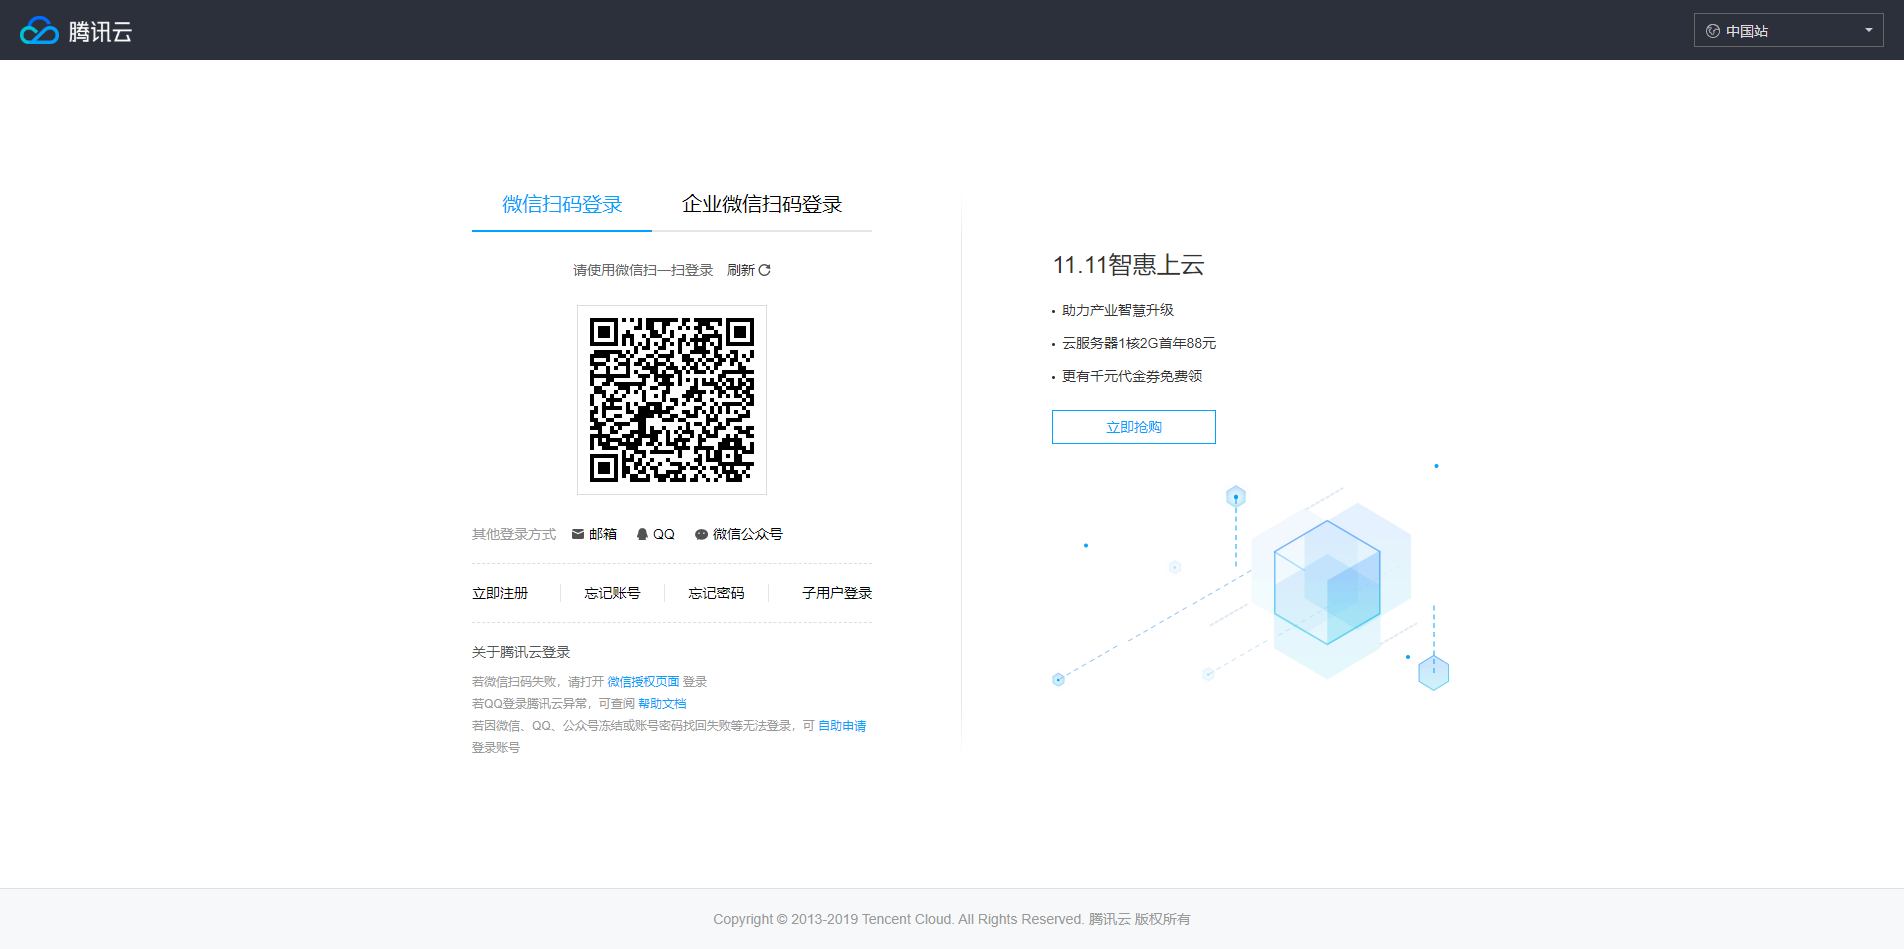 腾讯云
中国站
微信扫码登录
企业微信扫码登录
请使用微信扫一扫登录 刷新
其他登录方式 邮箱 QQ 微信公众号
立即注册 忘记账号 忘记密码 子用户登录
关于腾讯云登录
若微信扫码失败，请打开 微信授权页面 登录
若QQ登录腾讯云异常，可查阅 帮助文档
若因微信、QQ、公众号冻结或账号密码找回失败等无法登录，可 自助申请
登录账号
11.11智惠上云
· 助力产业智慧升级
· 云服务器1核2G首年88元
· 更有千元代金券免费领
立即抢购
Copyright © 2013-2019 Tencent Cloud. All Rights Reserved. 腾讯云 版权所有